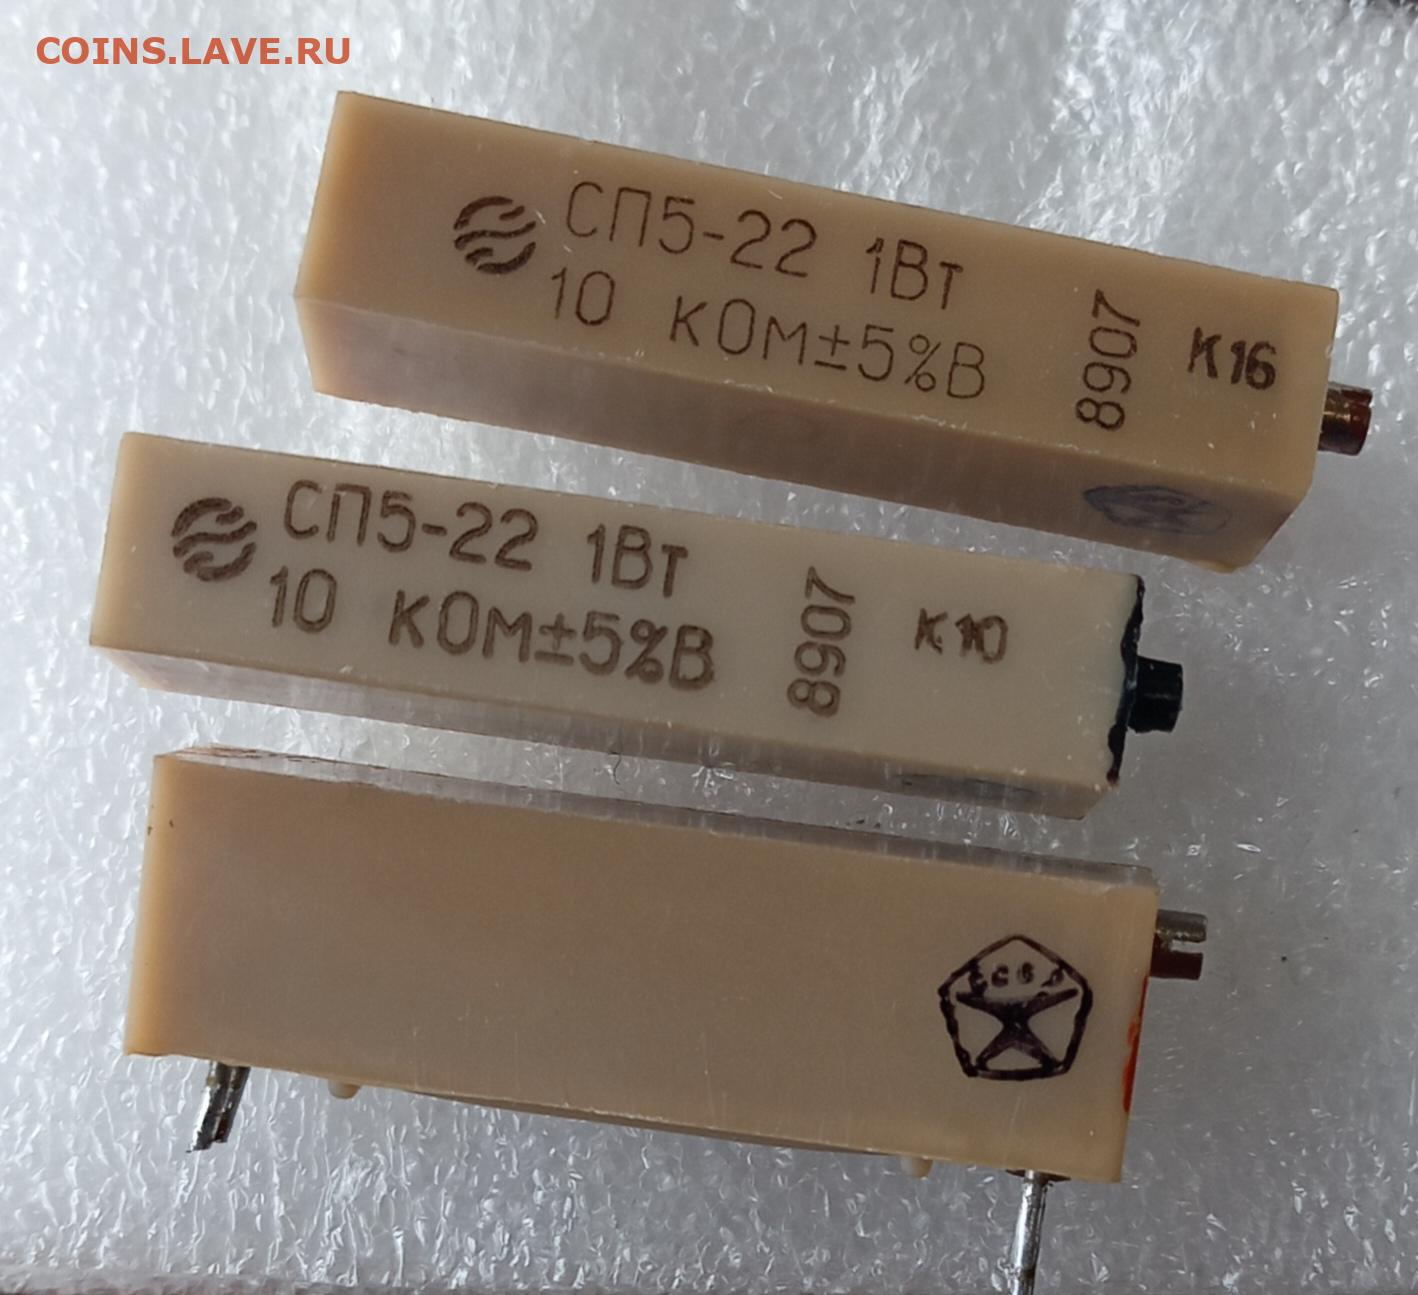 COINS.LAVE.RU
СП5-22 1Вт
10 кОм±5%В
8907
К16
СП5-22 1Вт
10 кОм±5%В
8907
К10